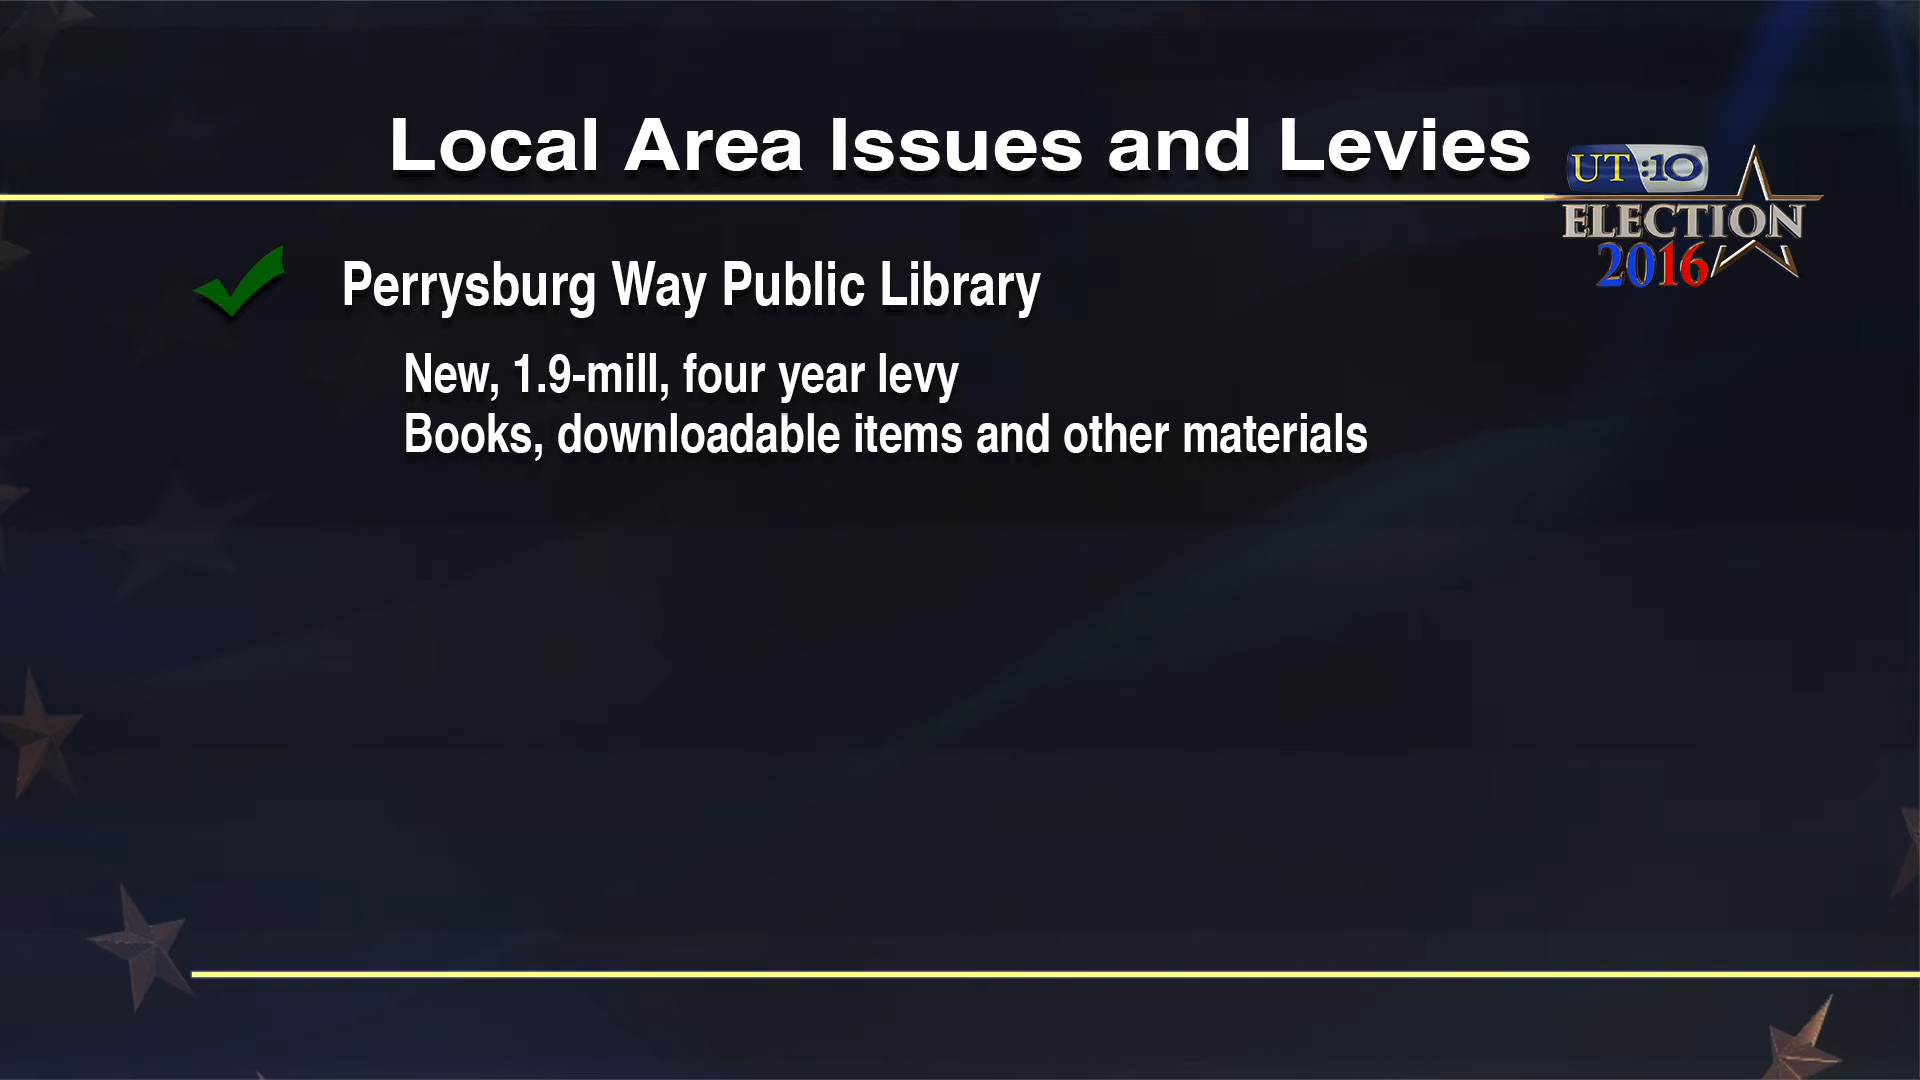 Local Area Issues and Levies
UT:10
ELECTION
2016
Perrysburg Way Public Library
New, 1.9-mill, four year levy
Books, downloadable items and other materials